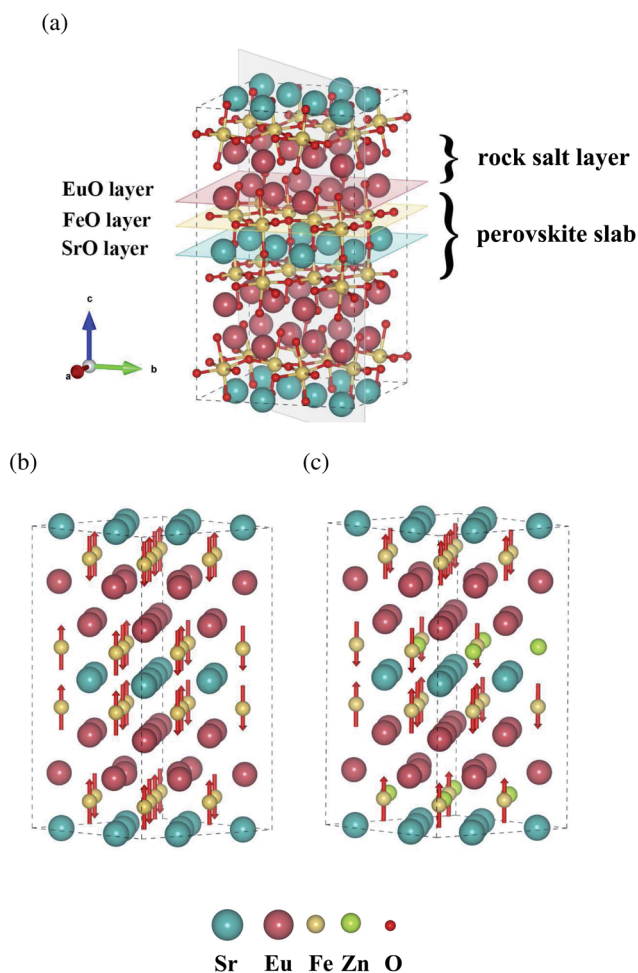 (a)
rock salt layer
EuO layer
FeO layer
SrO layer
perovskite slab
c
a
b
(b)
(c)
Sr Eu Fe Zn O